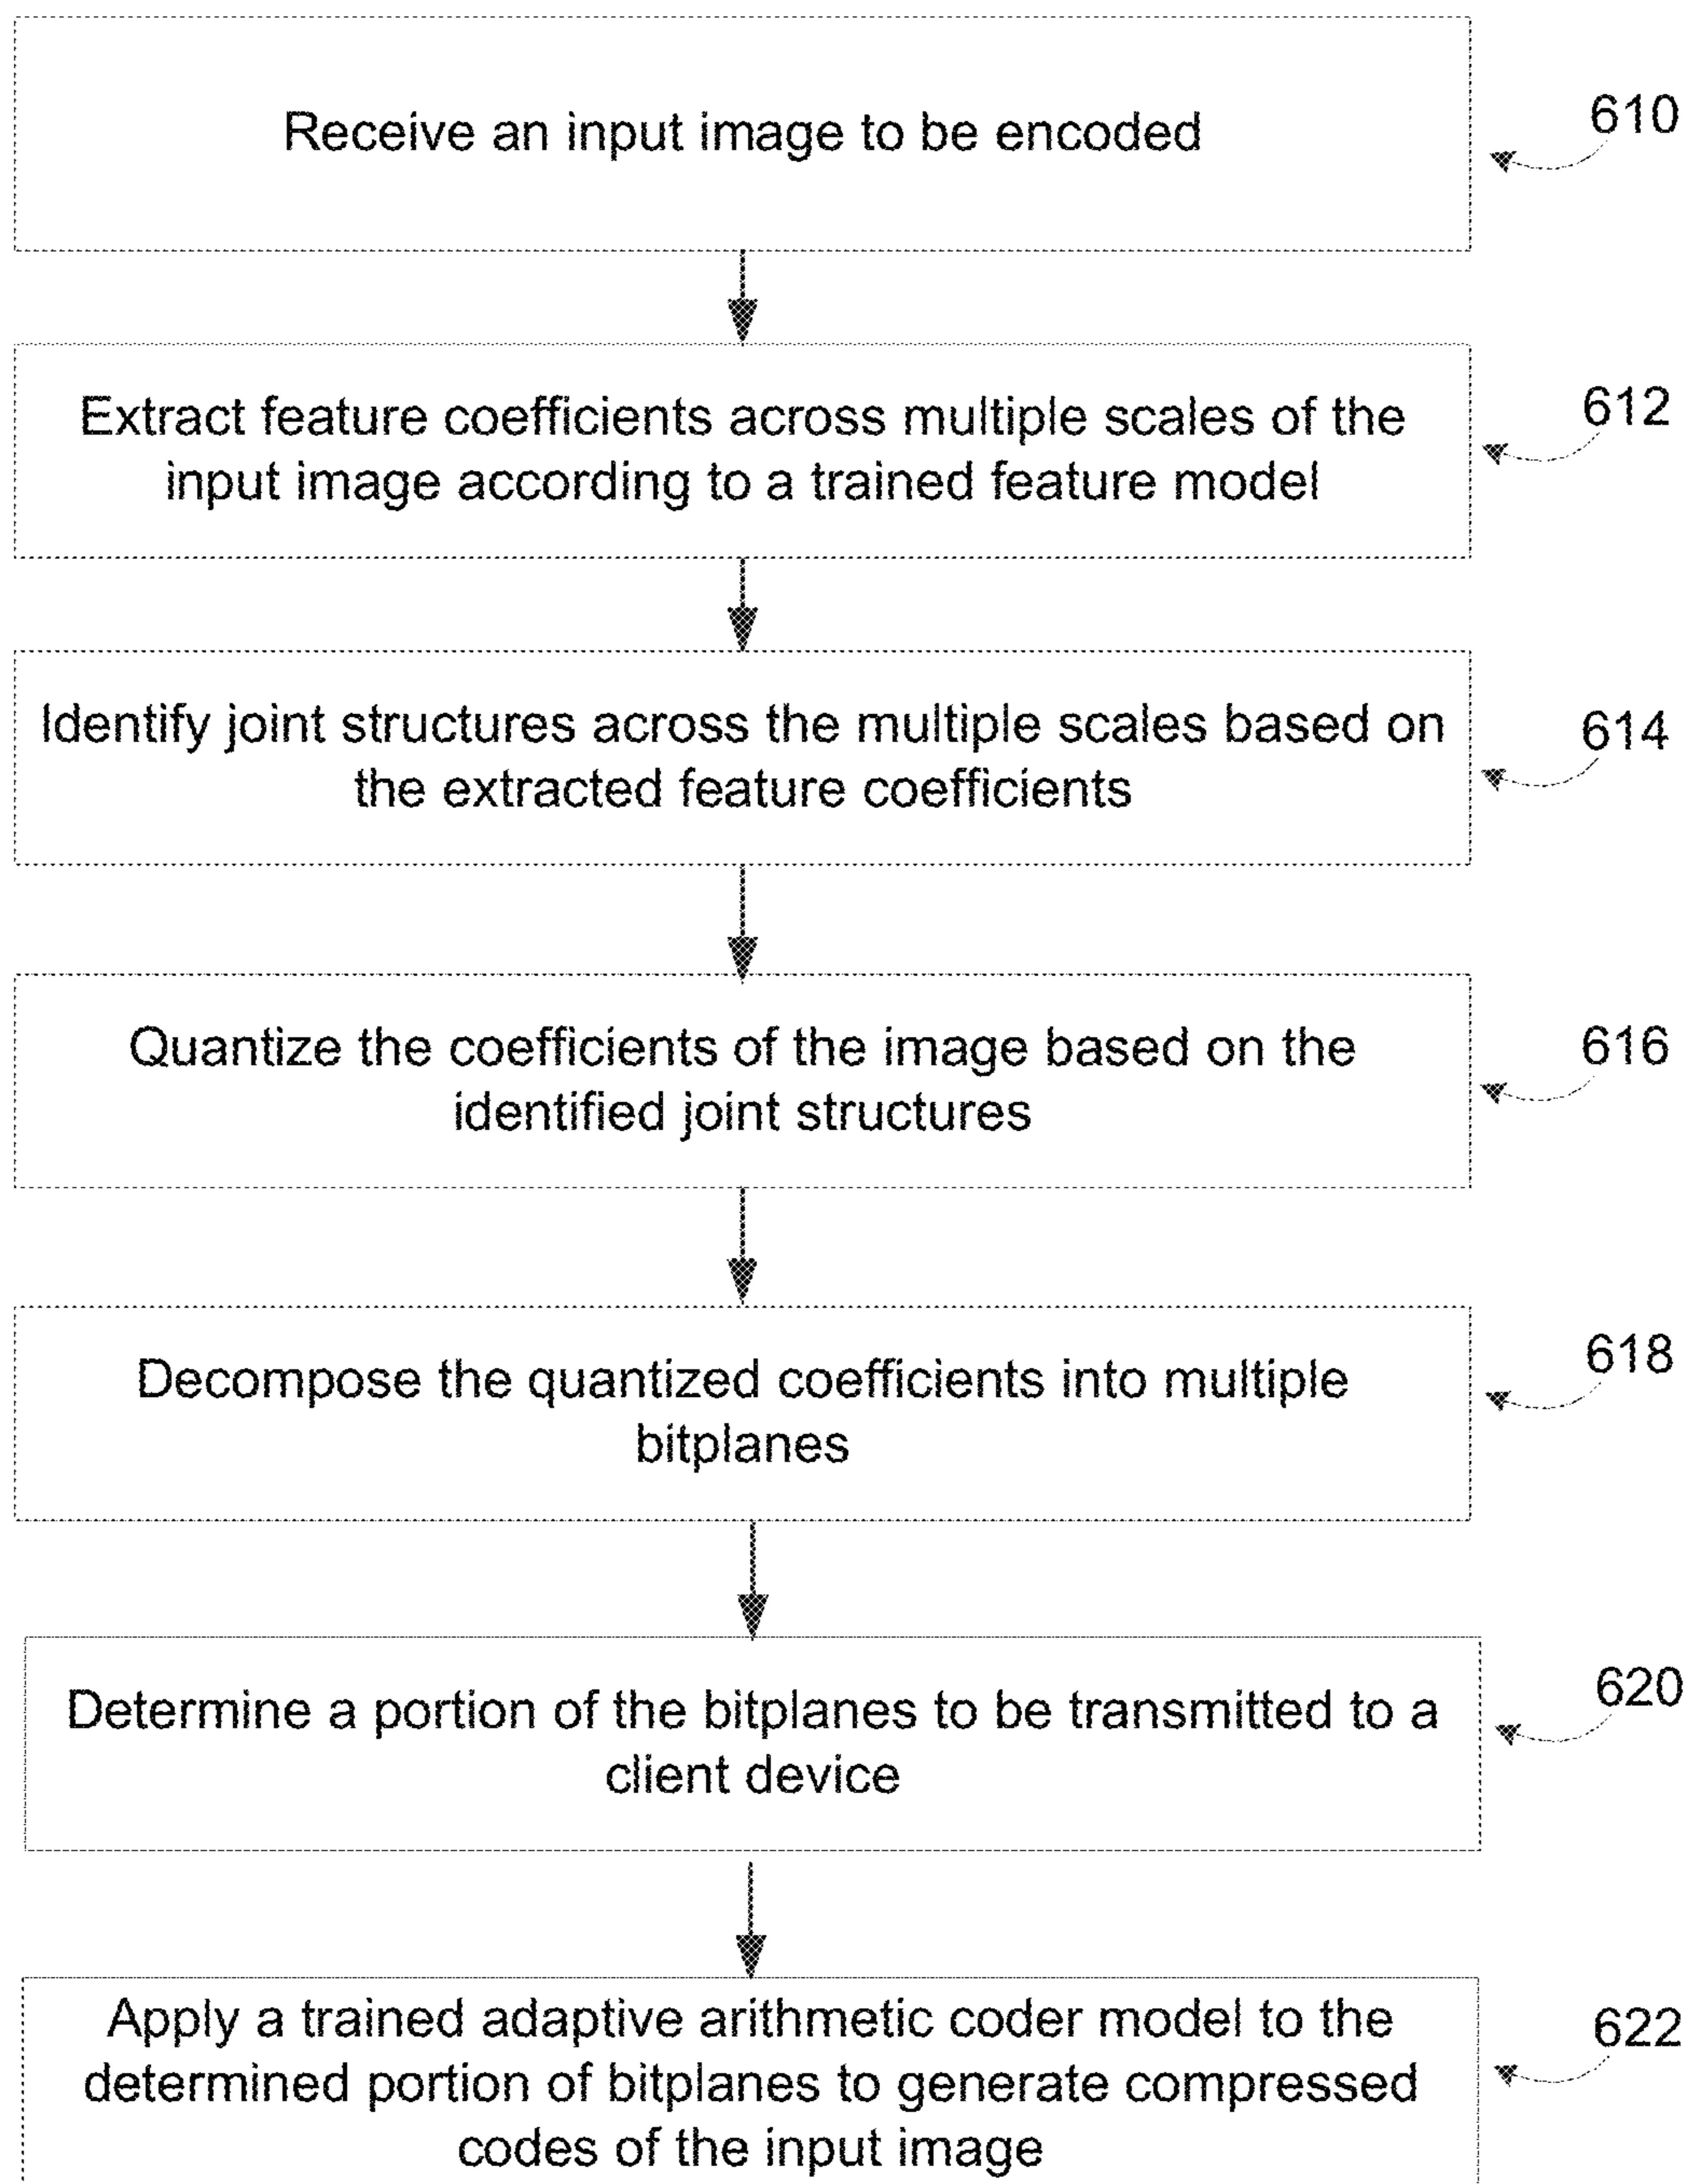 Receive an input image to be encoded
610
Extract feature coefficients across multiple scales of the
input image according to a trained feature model
612
Identify joint structures across the multiple scales based on
the extracted feature coefficients
614
Quantize the coefficients of the image based on the
identified joint structures
616
Decompose the quantized coefficients into multiple
bitplanes
618
Determine a portion of the bitplanes to be transmitted to a
client device
620
Apply a trained adaptive arithmetic coder model to the
determined portion of bitplanes to generate compressed
codes of the input image
622